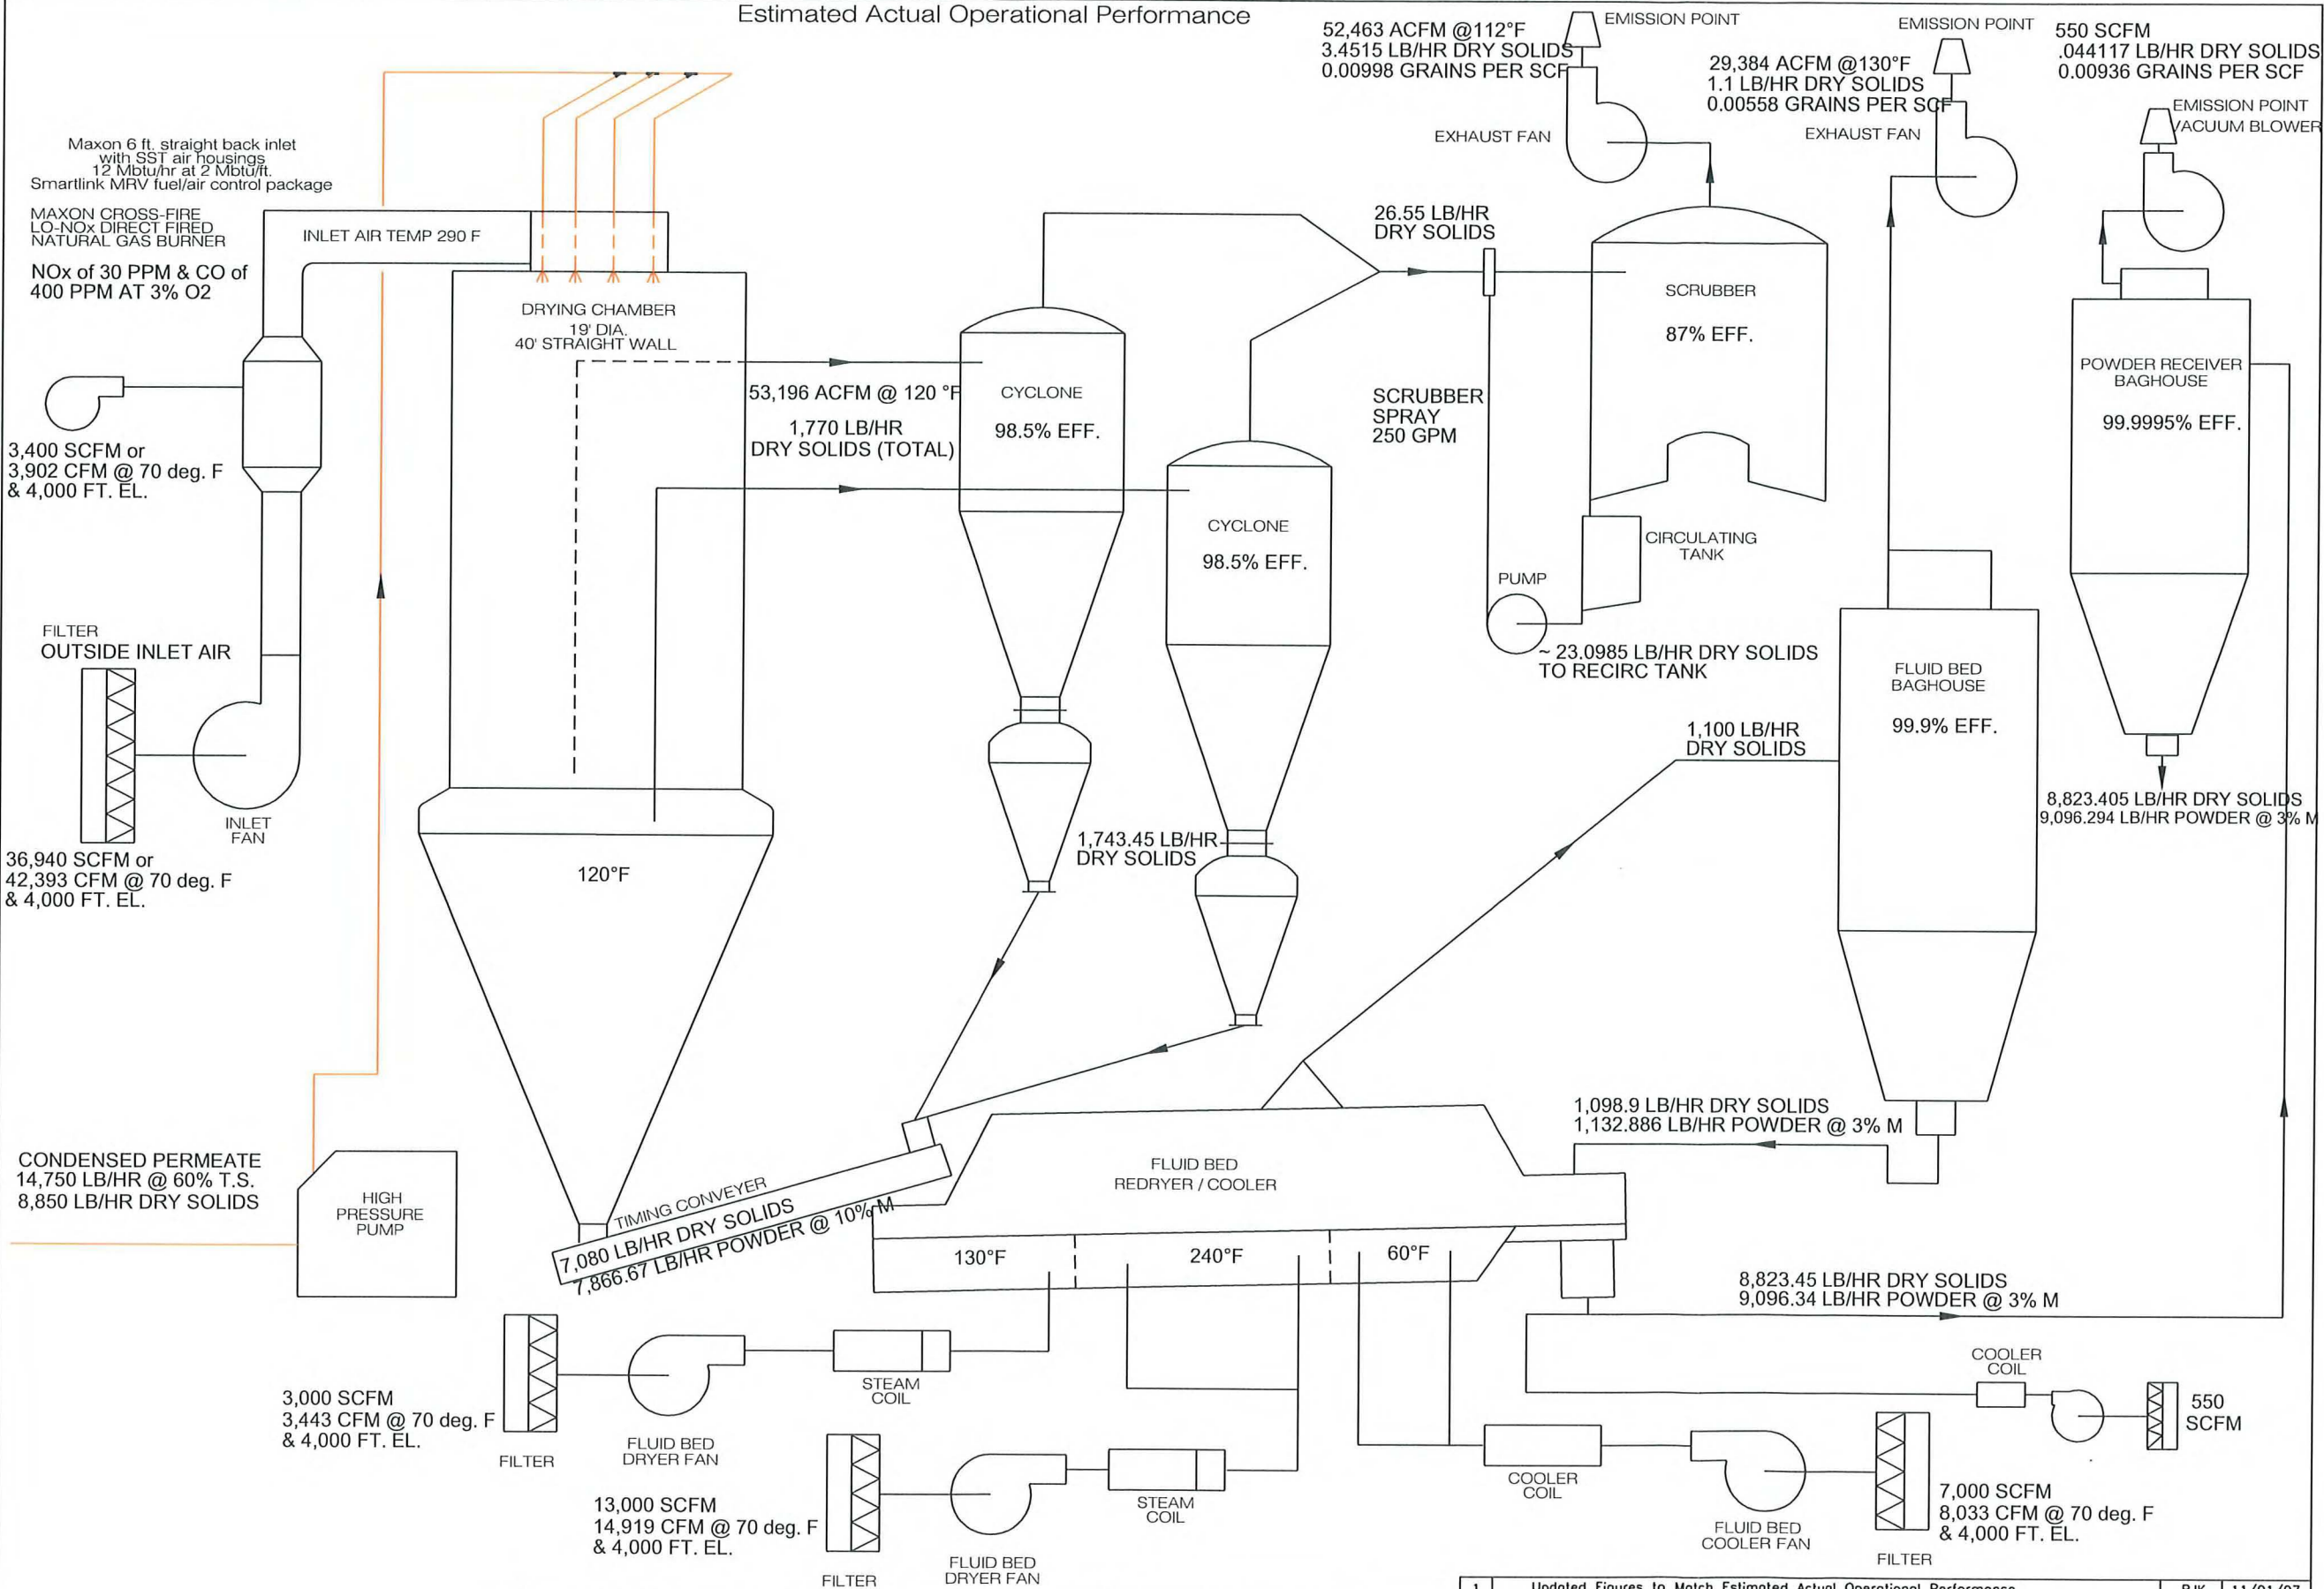 Estimated Actual Operational Performance
52,463 ACFM @112°F
3.4515 LB/HR DRY SOLIDS
0.00998 GRAINS PER SCF
EMISSION POINT
EXHAUST FAN
29,384 ACFM @130°F
1.1 LB/HR DRY SOLIDS
0.00558 GRAINS PER SCF
EMISSION POINT
EXHAUST FAN
550 SCFM
.044117 LB/HR DRY SOLIDS
0.00936 GRAINS PER SCF
EMISSION POINT
VACUUM BLOWER
Maxon 6 ft. straight back inlet
with SST air housings
12 Mbtu/hr at 2 Mbtu/ft.
Smartlink MRV fuel/air control package
MAXON CROSS-FIRE
LO-NOx DIRECT FIRED
NATURAL GAS BURNER
NOx of 30 PPM & CO of
400 PPM AT 3% O2
INLET AIR TEMP 290 F
DRYING CHAMBER
19' DIA.
40' STRAIGHT WALL
53,196 ACFM @ 120 °F
1,770 LB/HR
DRY SOLIDS (TOTAL)
CYCLONE
98.5% EFF.
CYCLONE
98.5% EFF.
26.55 LB/HR
DRY SOLIDS
SCRUBBER
87% EFF.
SCRUBBER
SPRAY
250 GPM
CIRCULATING
TANK
PUMP
~ 23.0985 LB/HR DRY SOLIDS
TO RECIRC TANK
POWDER RECEIVER
BAGHOUSE
99.9995% EFF.
3,400 SCFM or
3,902 CFM @ 70 deg. F
& 4,000 FT. EL.
FILTER
OUTSIDE INLET AIR
INLET
FAN
36,940 SCFM or
42,393 CFM @ 70 deg. F
& 4,000 FT. EL.
120°F
1,743.45 LB/HR
DRY SOLIDS
1,100 LB/HR
DRY SOLIDS
FLUID BED
BAGHOUSE
99.9% EFF.
8,823.405 LB/HR DRY SOLIDS
9,096.294 LB/HR POWDER @ 3% M
CONDENSED PERMEATE
14,750 LB/HR @ 60% T.S.
8,850 LB/HR DRY SOLIDS
HIGH
PRESSURE
PUMP
TIMING CONVEYER
7,080 LB/HR DRY SOLIDS
7,866.67 LB/HR POWDER @ 10% M
FLUID BED
REDRYER / COOLER
130°F
240°F
60°F
1,098.9 LB/HR DRY SOLIDS
1,132.886 LB/HR POWDER @ 3% M
8,823.45 LB/HR DRY SOLIDS
9,096.34 LB/HR POWDER @ 3% M
3,000 SCFM
3,443 CFM @ 70 deg. F
& 4,000 FT. EL.
FILTER
FLUID BED
DRYER FAN
STEAM
COIL
13,000 SCFM
14,919 CFM @ 70 deg. F
& 4,000 FT. EL.
FILTER
FLUID BED
DRYER FAN
STEAM
COIL
COOLER
COIL
FLUID BED
COOLER FAN
FILTER
7,000 SCFM
8,033 CFM @ 70 deg. F
& 4,000 FT. EL.
COOLER
COIL
550
SCFM
1 Updated Figures to Match Estimated Actual Operational Performance